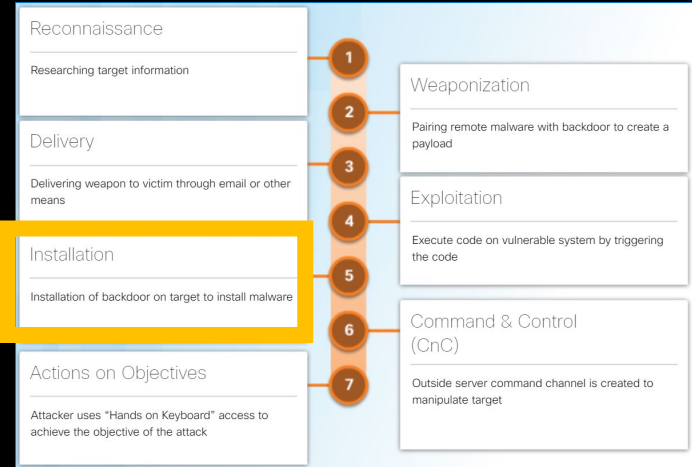 Reconnaissance
Researching target information
1
Weaponization
Pairing remote malware with backdoor to create a
payload
2
Delivery
Delivering weapon to victim through email or other
means
3
Exploitation
Execute code on vulnerable system by triggering
the code
4
Installation
Installation of backdoor on target to install malware
5
Command & Control
(CnC)
Outside server command channel is created to
manipulate target
6
Actions on Objectives
Attacker uses “Hands on Keyboard” access to
achieve the objective of the attack
7